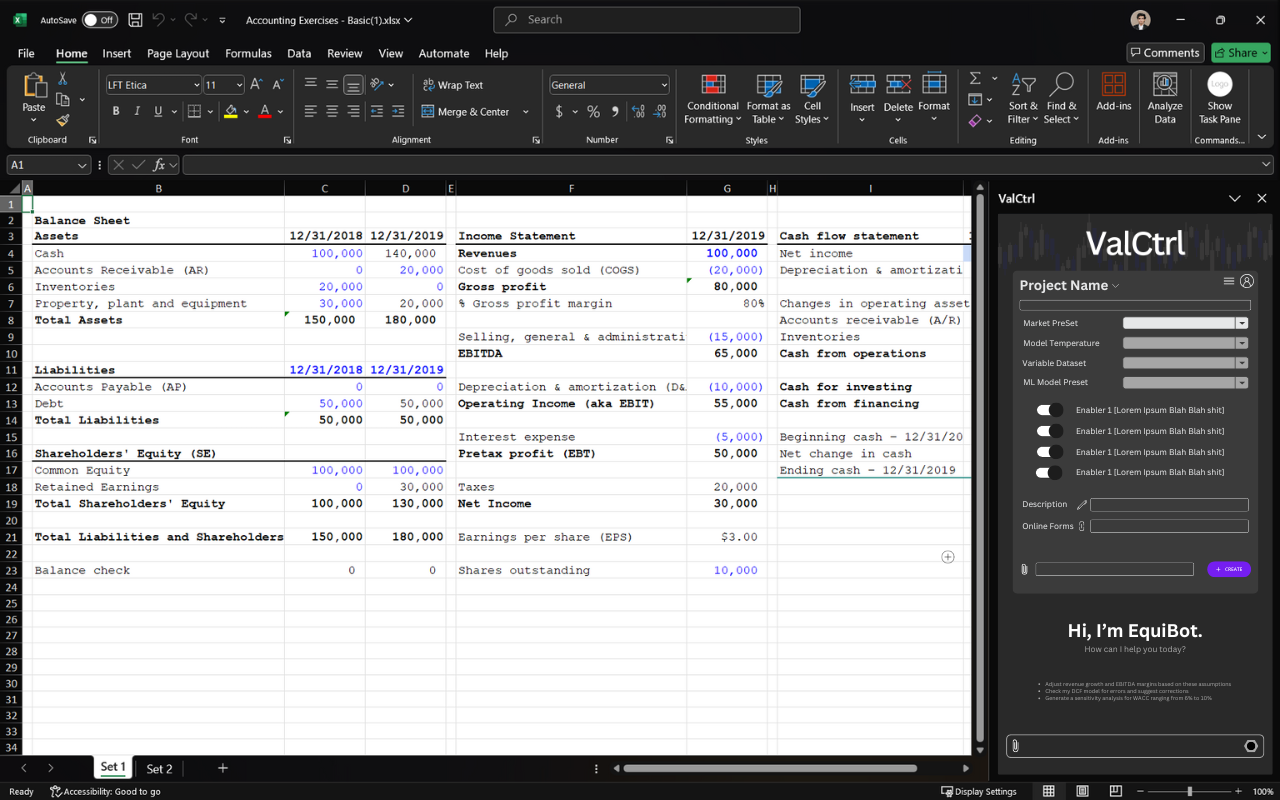 AutoSave Off Accounting Exercises - Basic(1).xlsx Search
File Home Insert Page Layout Formulas Data Review View Automate Help Comments Share
Paste
Clipboard
LFT Etica 11 A A
B I U A
Font
Wrap Text
Merge & Center
Alignment
General
$ %
Number
Conditional Formatting
Format as Table
Cell Styles
Styles
Insert Delete Format
Cells
Sort & Filter
Find & Select
Editing
Add-ins
Add-ins
Analyze Data
Logo
Show Task Pane
Commands...
A1 fx
A B C D E F G H I
1
2 Balance Sheet
3 Assets 12/31/2018 12/31/2019 Income Statement 12/31/2019 Cash flow statement
4 Cash 100,000 140,000 Revenues 100,000 Net income
5 Accounts Receivable (AR) 0 20,000 Cost of goods sold (COGS) (20,000) Depreciation & amortizati
6 Inventories 20,000 0 Gross profit 80,000
7 Property, plant and equipment 30,000 20,000 % Gross profit margin 80% Changes in operating asset
8 Total Assets 150,000 180,000 Accounts receivable (A/R)
9 Selling, general & administrati (15,000) Inventories
10 EBITDA 65,000 Cash from operations
11 Liabilities 12/31/2018 12/31/2019
12 Accounts Payable (AP) 0 0 Depreciation & amortization (D& (10,000) Cash for investing
13 Debt 50,000 50,000 Operating Income (aka EBIT) 55,000 Cash from financing
14 Total Liabilities 50,000 50,000
15 Interest expense (5,000) Beginning cash - 12/31/20
16 Shareholders' Equity (SE) Pretax profit (EBT) 50,000 Net change in cash
17 Common Equity 100,000 100,000 Ending cash - 12/31/2019
18 Retained Earnings 0 30,000 Taxes 20,000
19 Total Shareholders' Equity 100,000 130,000 Net Income 30,000
20
21 Total Liabilities and Shareholders 150,000 180,000 Earnings per share (EPS) $3.00
22
23 Balance check 0 0 Shares outstanding 10,000
24
25
26
27
28
29
30
31
32
33
34
Set 1 Set 2
Ready Accessibility: Good to go Display Settings 100%
ValCtrl
ValCtrl
Project Name
Market PreSet
Model Temperature
Variable Dataset
ML Model Preset
Enabler 1 [Lorem Ipsum Blah Blah shit]
Enabler 1 [Lorem Ipsum Blah Blah shit]
Enabler 1 [Lorem Ipsum Blah Blah shit]
Enabler 1 [Lorem Ipsum Blah Blah shit]
Description
Online Forms
+ CREATE
Hi, I'm EquiBot.
How can I help you today?
• Adjust revenue growth and EBITDA margins based on these assumptions
• Check my DCF model for errors and suggest corrections
• Generate a sensitivity analysis for WACC ranging from 6% to 10%